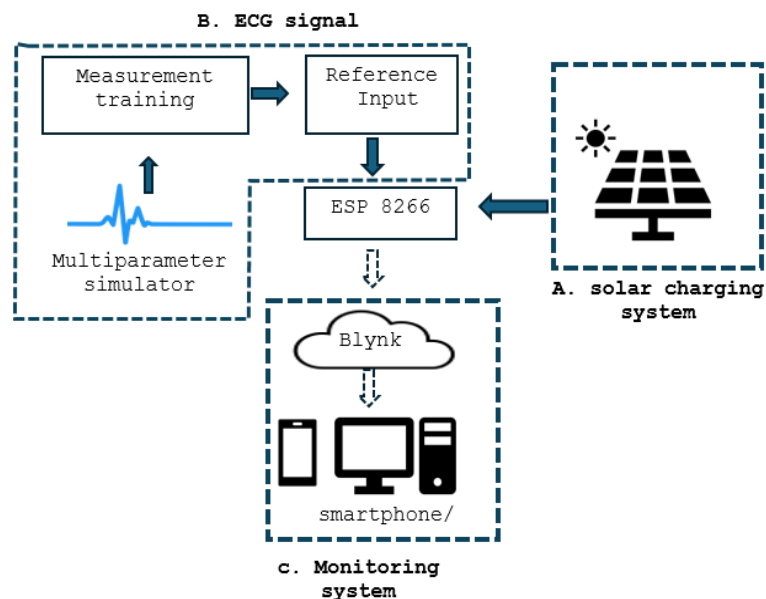 B. ECG signal
Measurement
training
Reference
Input
ESP 8266
Multiparameter
simulator
A. solar charging
system
Blynk
smartphone/
c. Monitoring
system